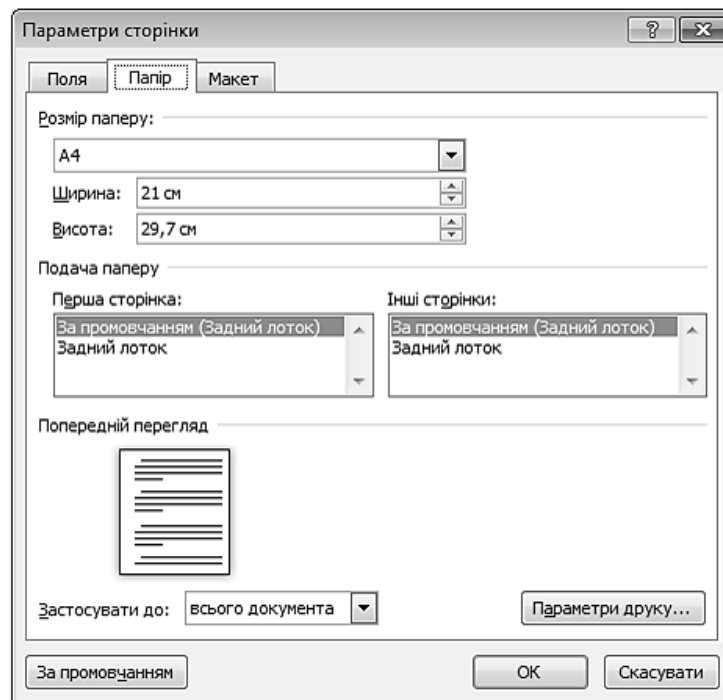 Параметри сторінки
Поля Папір Макет
Розмір паперу:
A4
Ширина: 21 см
Висота: 29,7 см
Подача паперу
Перша сторінка: Інші сторінки:
За промовчанням (Задний лоток) За промовчанням (Задний лоток)
Задний лоток Задний лоток
Попередній перегляд
Застосувати до: всього документа Параметри друку...
За промовчанням ОК Скасувати